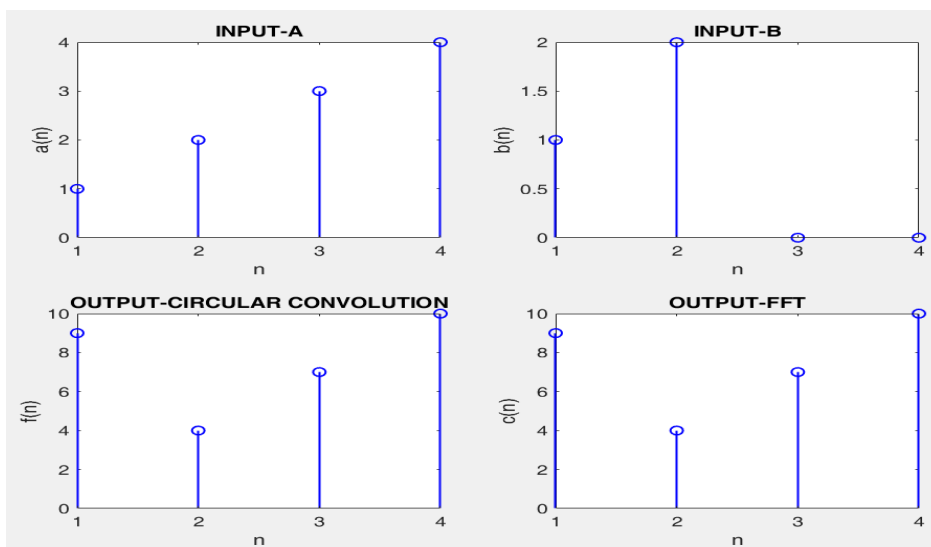 INPUT-A
4
3
2
1
0
1 2 3 4
a(n)
n
INPUT-B
2
1.5
1
0.5
0
1 2 3 4
b(n)
n
OUTPUT-CIRCULAR CONVOLUTION
10
8
6
4
2
0
1 2 3 4
f(n)
n
OUTPUT-FFT
10
8
6
4
2
0
1 2 3 4
c(n)
n